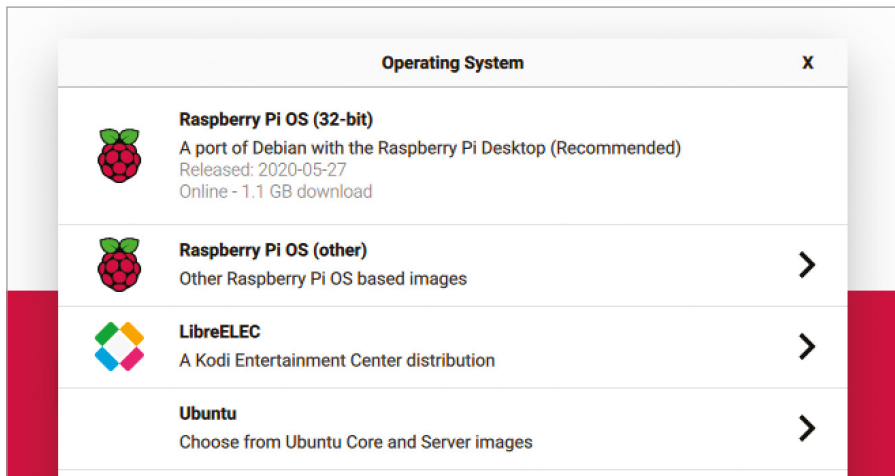 Operating System
X
Raspberry Pi OS (32-bit)
A port of Debian with the Raspberry Pi Desktop (Recommended)
Released: 2020-05-27
Online - 1.1 GB download
Raspberry Pi OS (other)
Other Raspberry Pi OS based images
LibreELEC
A Kodi Entertainment Center distribution
Ubuntu
Choose from Ubuntu Core and Server images